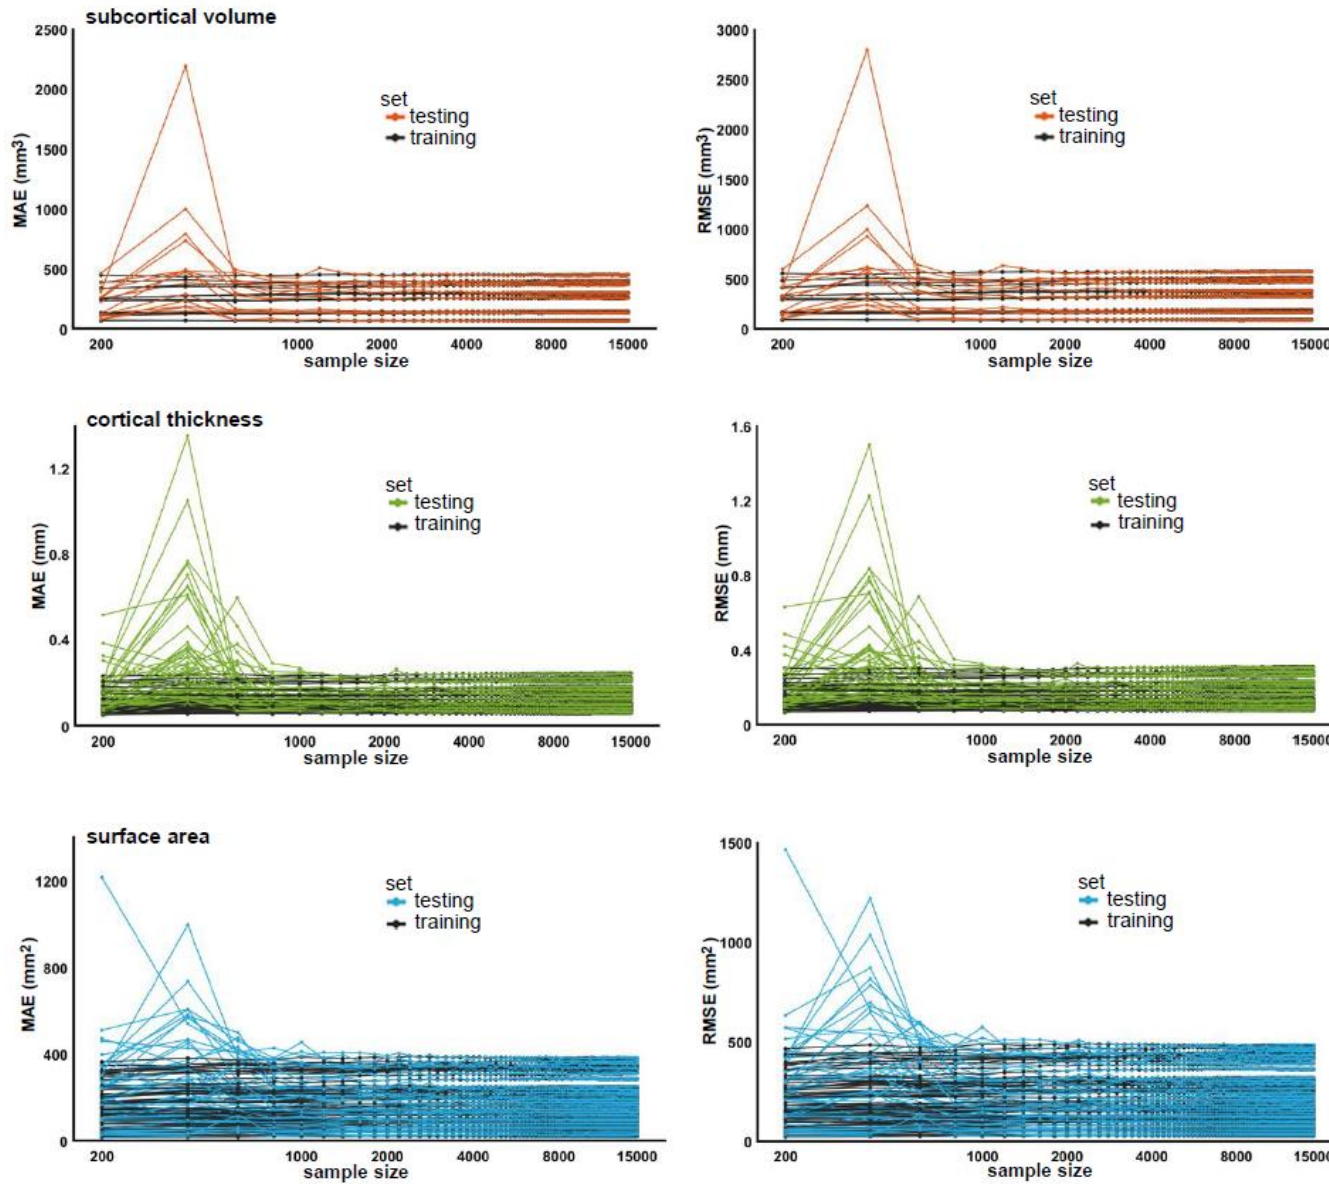 subcortical volume
2500
2000
1500
1000
500
0
MAE (mm3)
set
testing
training
200 1000 2000 4000 8000 15000
sample size
3000
2500
2000
1500
1000
500
0
RMSE (mm3)
set
testing
training
200 1000 2000 4000 8000 15000
sample size
cortical thickness
1.2
0.8
0.4
0
MAE (mm)
set
testing
training
200 1000 2000 4000 8000 15000
sample size
1.6
1.2
0.8
0.4
0
RMSE (mm)
set
testing
training
200 1000 2000 4000 8000 15000
sample size
surface area
1200
800
400
0
MAE (mm2)
set
testing
training
200 1000 2000 4000 8000 15000
sample size
1500
1000
500
0
RMSE (mm2)
set
testing
training
200 1000 2000 4000 8000 15000
sample size